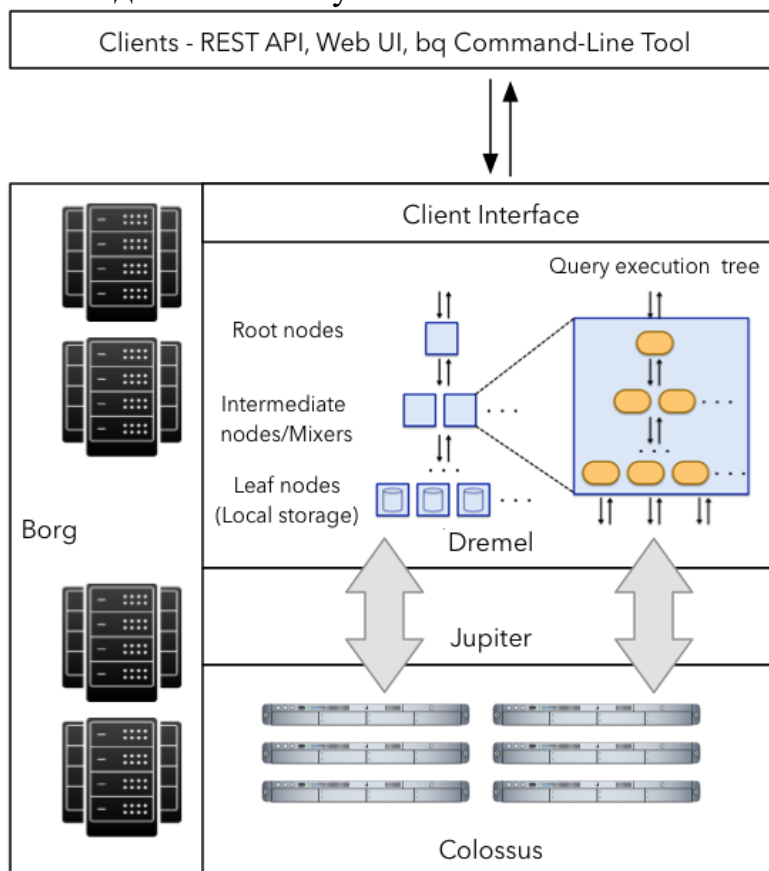 Clients - REST API, Web UI, bq Command-Line Tool
Client Interface
Query execution tree
Root nodes
Intermediate
nodes/Mixers
Leaf nodes
(Local storage)
Borg
Dremel
Jupiter
Colossus